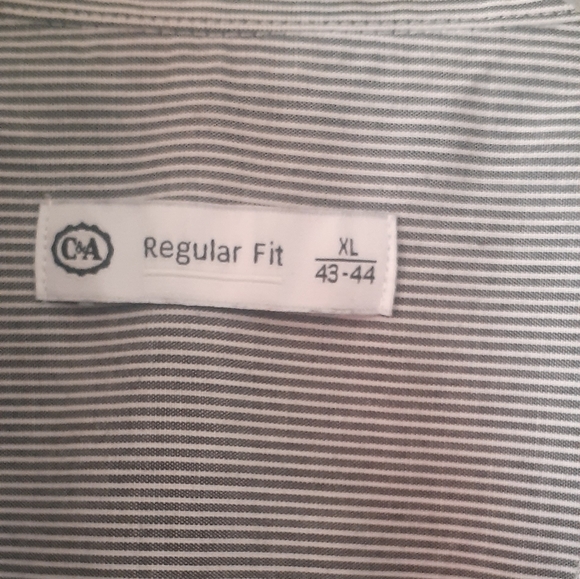 C&A
Regular Fit
XL
43-44